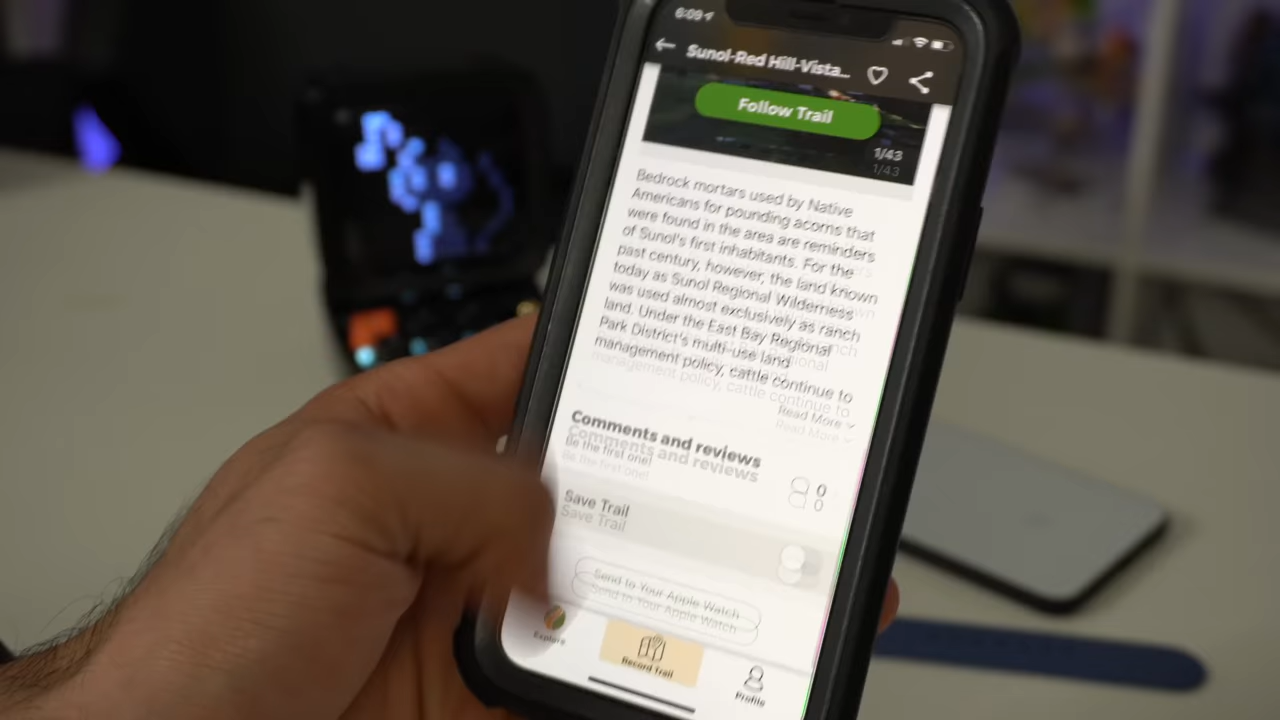 6:09
Sunol-Red Hill-Vista...
Follow Trail
1/43
Bedrock mortars used by Native
Americans for pounding acorns that
were found in the area are reminders
of Sunol's first inhabitants. For the
past century, however, the land known
today as Sunol Regional Wilderness
was used almost exclusively as ranch
land. Under the East Bay Regional
Park District's multi-use land
management policy, cattle continue to
Read More
Comments and reviews
Be the first one!
0
Save Trail
Send to Your Apple Watch
Explore
Record Trail
Profile